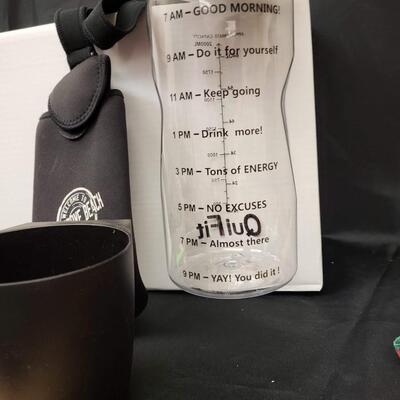 7 AM – GOOD MORNING!
9 AM – Do it for yourself
11 AM – Keep going
1 PM – Drink more!
3 PM – Tons of ENERGY
5 PM – NO EXCUSES
QuiFit
7 PM – Almost there
9 PM – YAY! You did it!
WELCOME TO